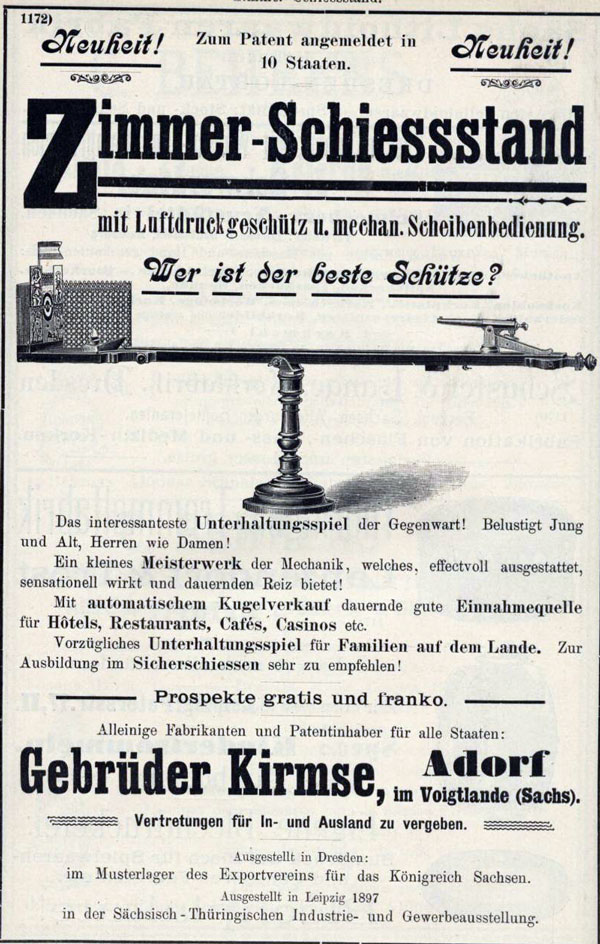 1172)
Neuheit!
Zum Patent angemeldet in
10 Staaten.
Neuheit!
Zimmer-Schiessstand
mit Luftdruckgeschütz u. mechan. Scheibenbedienung.
Wer ist der beste Schütze?
Das interessanteste Unterhaltungsspiel der Gegenwart! Belustigt Jung
und Alt, Herren wie Damen!
Ein kleines Meisterwerk der Mechanik, welches, effectvoll ausgestattet,
sensationell wirkt und dauernden Reiz bietet!
Mit automatischem Kugelverkauf dauernde gute Einnahmequelle
für Hôtels, Restaurants, Cafés, Casinos etc.
Vorzügliches Unterhaltungsspiel für Familien auf dem Lande. Zur
Ausbildung im Sicherschiessen sehr zu empfehlen!
Prospekte gratis und franko.
Alleinige Fabrikanten und Patentinhaber für alle Staaten:
Gebrüder Kirmse, Adorf
im Voigtlande (Sachs).
Vertretungen für In- und Ausland zu vergeben.
Ausgestellt in Dresden:
im Musterlager des Exportvereins für das Königreich Sachsen.
Ausgestellt in Leipzig 1897
in der Sächsisch-Thüringischen Industrie- und Gewerbeausstellung.